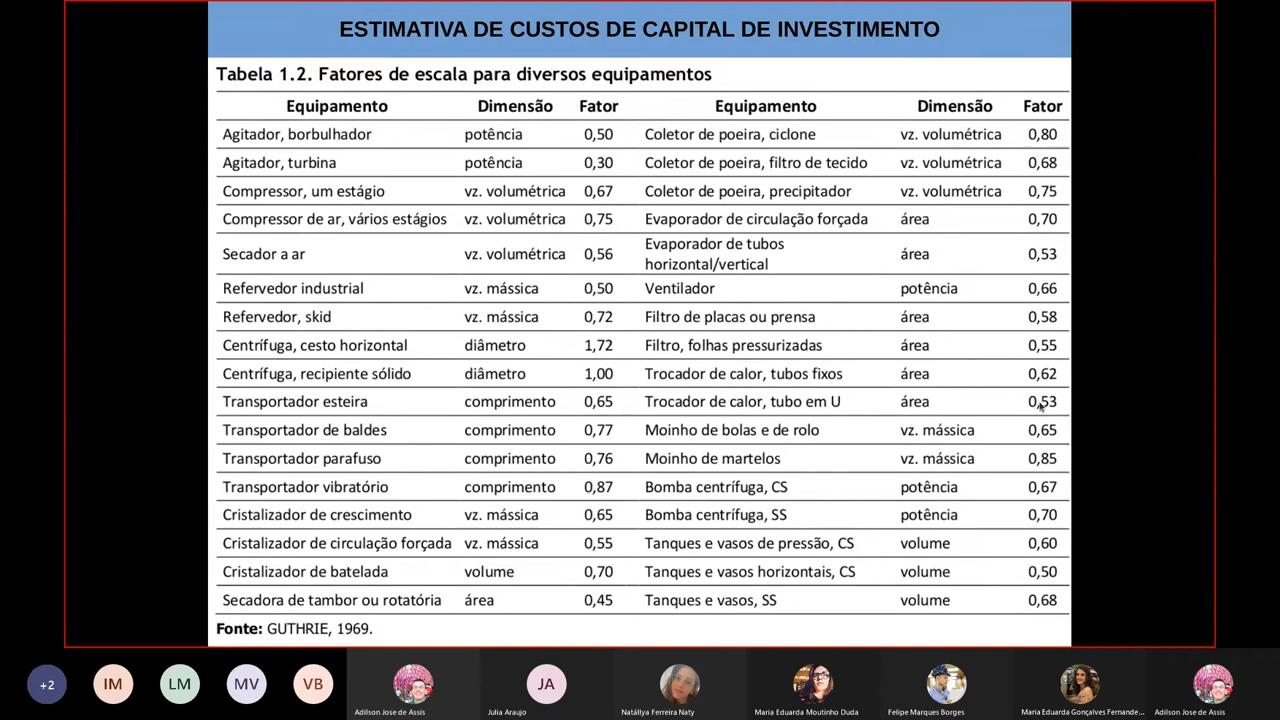 ESTIMATIVA DE CUSTOS DE CAPITAL DE INVESTIMENTO
Tabela 1.2. Fatores de escala para diversos equipamentos
Equipamento Dimensão Fator Equipamento Dimensão Fator
Agitador, borbulhador potência 0,50 Coletor de poeira, ciclone vz. volumétrica 0,80
Agitador, turbina potência 0,30 Coletor de poeira, filtro de tecido vz. volumétrica 0,68
Compressor, um estágio vz. volumétrica 0,67 Coletor de poeira, precipitador vz. volumétrica 0,75
Compressor de ar, vários estágios vz. volumétrica 0,75 Evaporador de circulação forçada área 0,70
Secador a ar vz. volumétrica 0,56 Evaporador de tubos horizontal/vertical área 0,53
Refervedor industrial vz. mássica 0,50 Ventilador potência 0,66
Refervedor, skid vz. mássica 0,72 Filtro de placas ou prensa área 0,58
Centrífuga, cesto horizontal diâmetro 1,72 Filtro, folhas pressurizadas área 0,55
Centrífuga, recipiente sólido diâmetro 1,00 Trocador de calor, tubos fixos área 0,62
Transportador esteira comprimento 0,65 Trocador de calor, tubo em U área 0,53
Transportador de baldes comprimento 0,77 Moinho de bolas e de rolo vz. mássica 0,65
Transportador parafuso comprimento 0,76 Moinho de martelos vz. mássica 0,85
Transportador vibratório comprimento 0,87 Bomba centrífuga, CS potência 0,67
Cristalizador de crescimento vz. mássica 0,65 Bomba centrífuga, SS potência 0,70
Cristalizador de circulação forçada vz. mássica 0,55 Tanques e vasos de pressão, CS volume 0,60
Cristalizador de batelada volume 0,70 Tanques e vasos horizontais, CS volume 0,50
Secadora de tambor ou rotatória área 0,45 Tanques e vasos, SS volume 0,68
Fonte: GUTHRIE, 1969.
+2 IM LM MV VB JA
Adilson Jose de Assis Julia Araujo Natállya Ferreira Naty Maria Eduarda Moutinho Duda Felipe Marques Borges Maria Eduarda Gonçalves Fernande... Adilson Jose de Assis